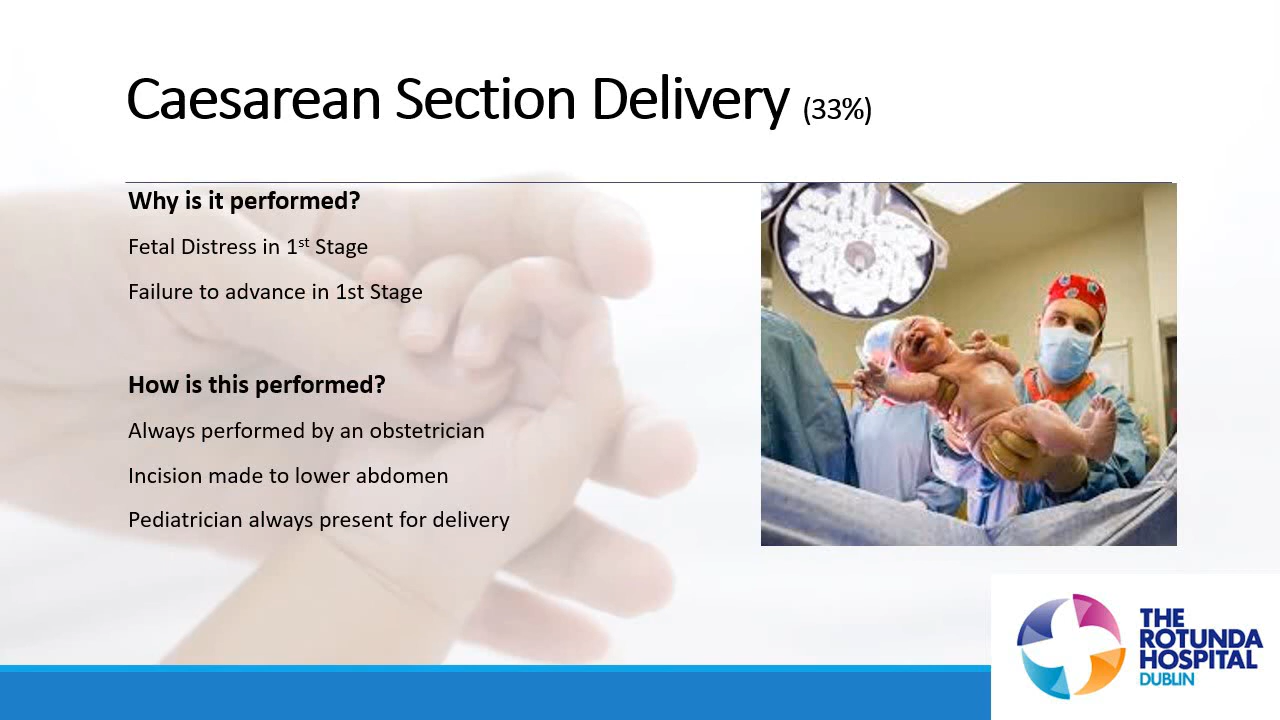 Caesarean Section Delivery (33%)
Why is it performed?
Fetal Distress in 1st Stage
Failure to advance in 1st Stage
How is this performed?
Always performed by an obstetrician
Incision made to lower abdomen
Pediatrician always present for delivery
THE
ROTUNDA
HOSPITAL
DUBLIN